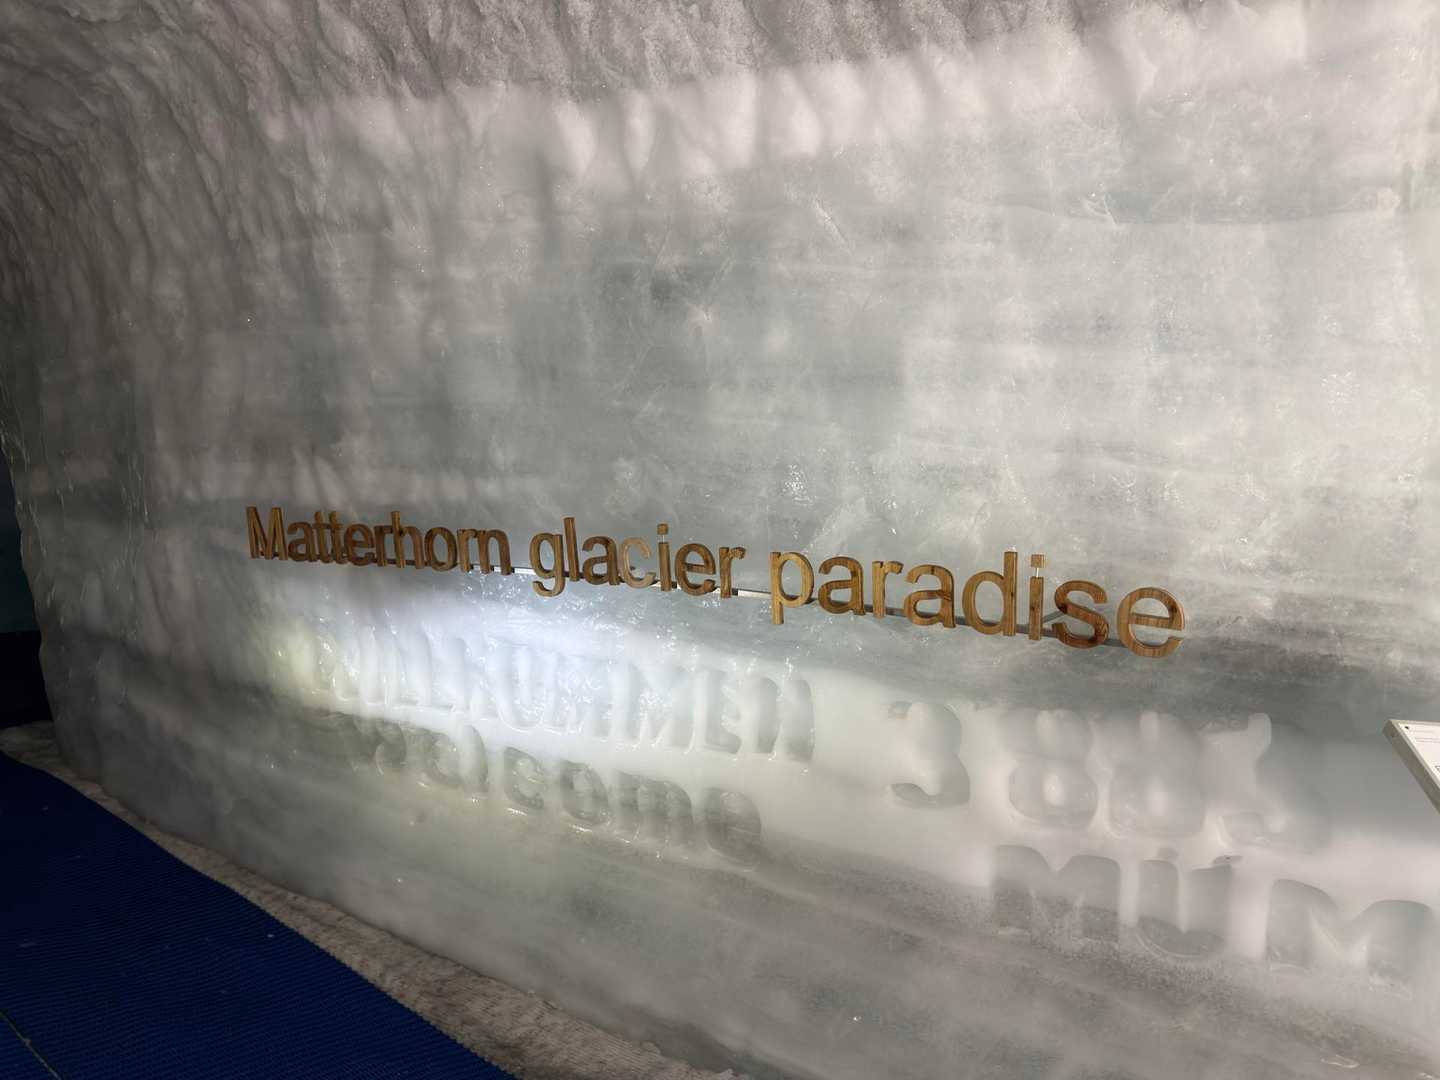 Matterhorn glacier paradise
WILLKOMMEN 3 883
welcome MüM